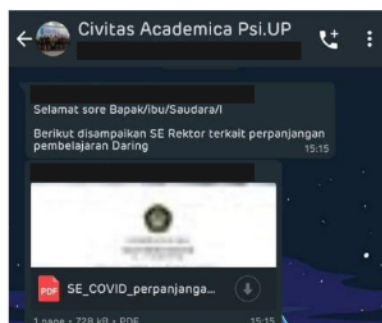 Civitas Academica Psi.UP
Selamat sore Bapak/ibu/Saudara/I
Berikut disampaikan SE Rektor terkait perpanjangan
pembelajaran Daring
15:15
PDF
SE_COVID_perpanjanga...
1 page • 728 kB • PDF
15:15